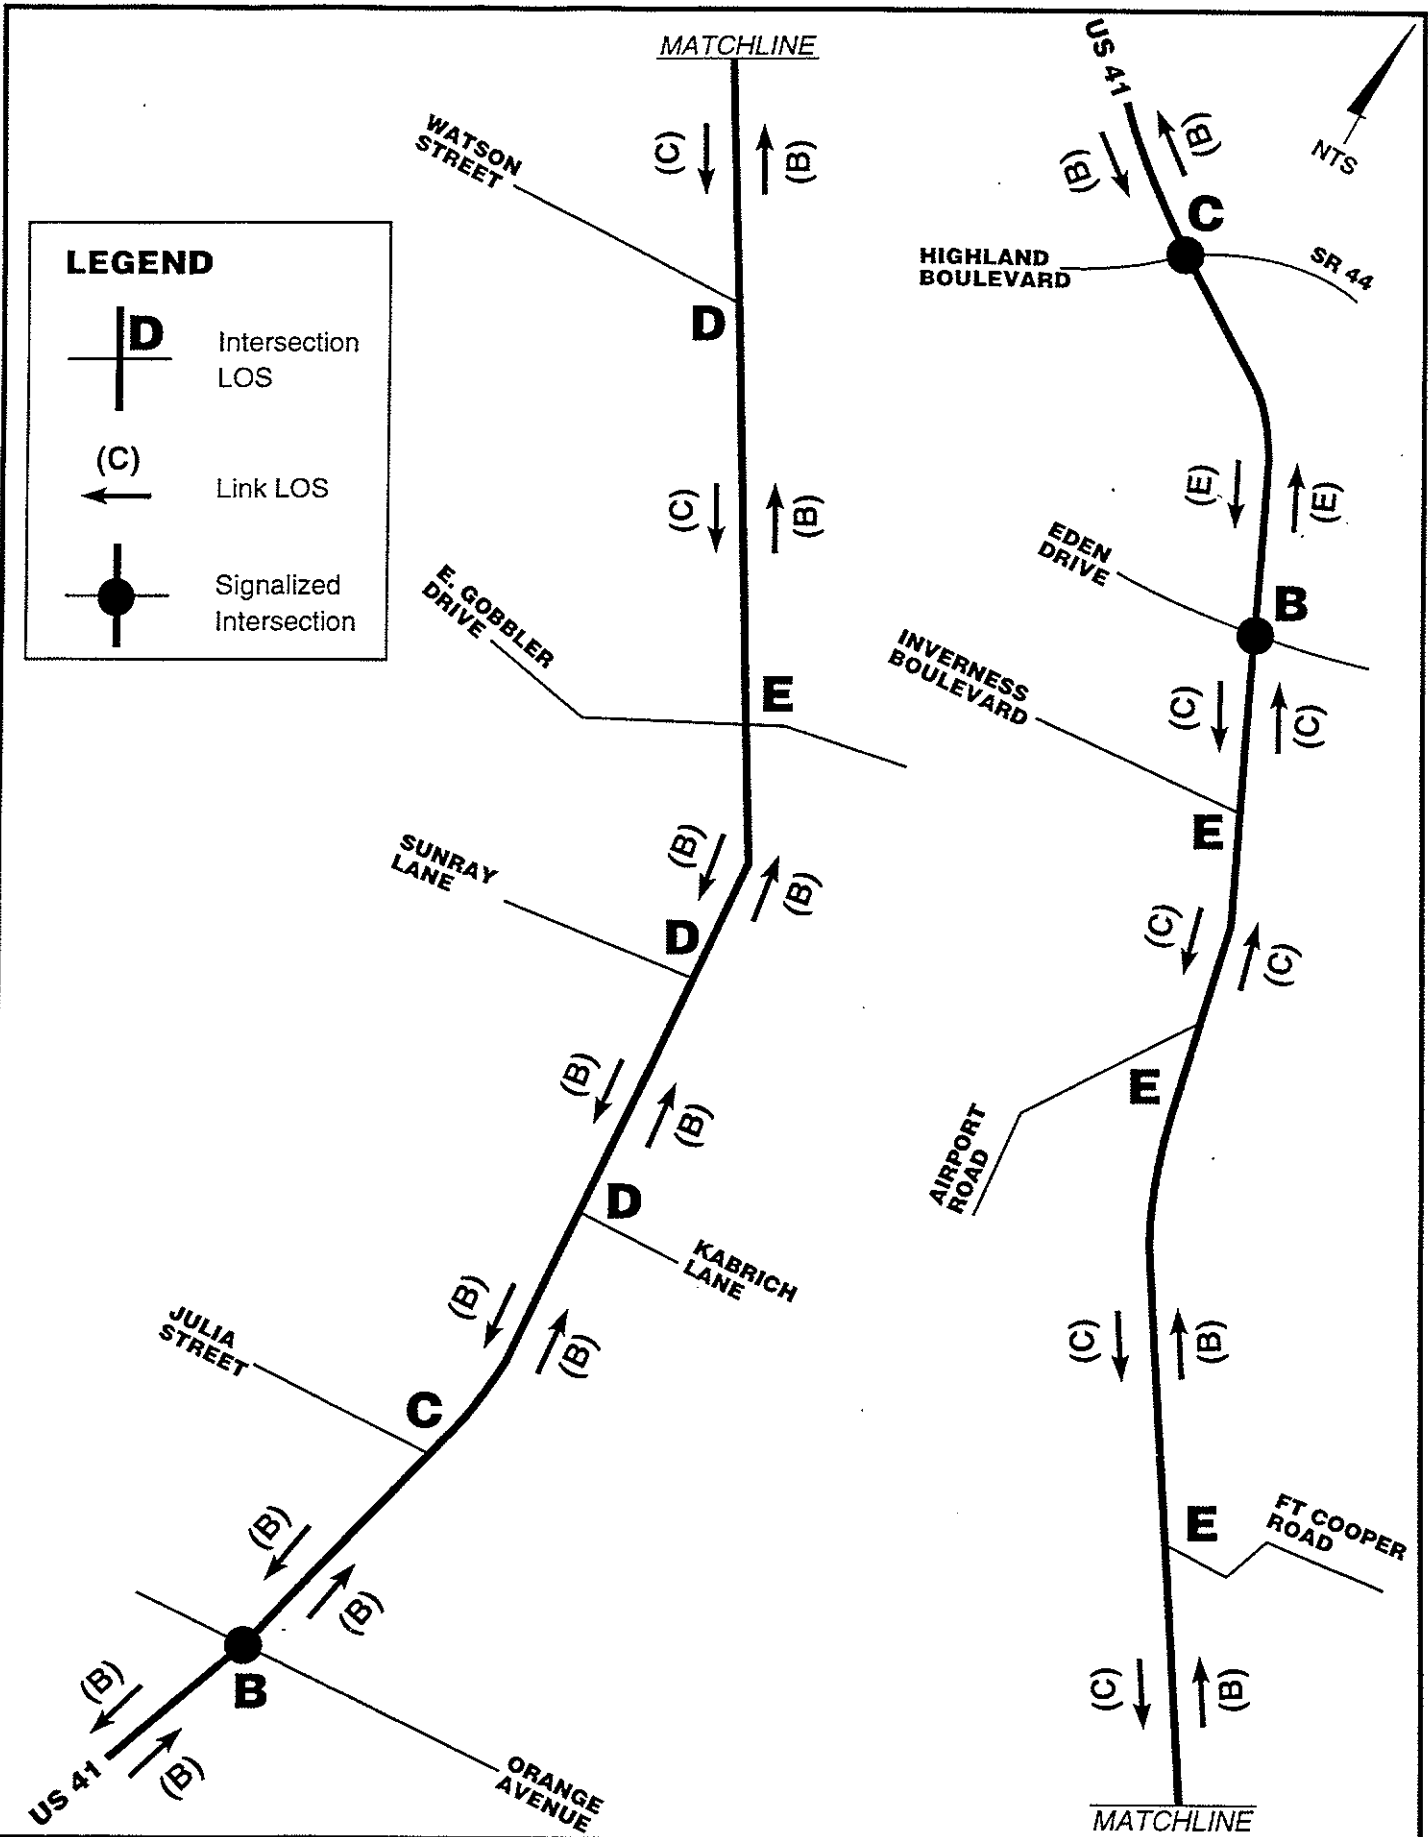 MATCHLINE
US 41
(C)
(B)
(B)
(B)
NTS
WATSON
STREET
C
HIGHLAND
BOULEVARD
SR 44
LEGEND
D
Intersection
LOS
(C)
Link LOS
Signalized
Intersection
D
(C)
(B)
(E)
(E)
EDEN
DRIVE
B
E. GOBBLER
DRIVE
E
INVERNESS
BOULEVARD
(C)
(C)
E
SUNRAY
LANE
(B)
(B)
D
(C)
(C)
(B)
(B)
E
AIRPORT
ROAD
D
KABRICH
LANE
(B)
(B)
(C)
(B)
JULIA
STREET
C
(B)
(B)
E
FT COOPER
ROAD
B
(B)
(B)
(C)
(B)
US 41
ORANGE
AVENUE
MATCHLINE